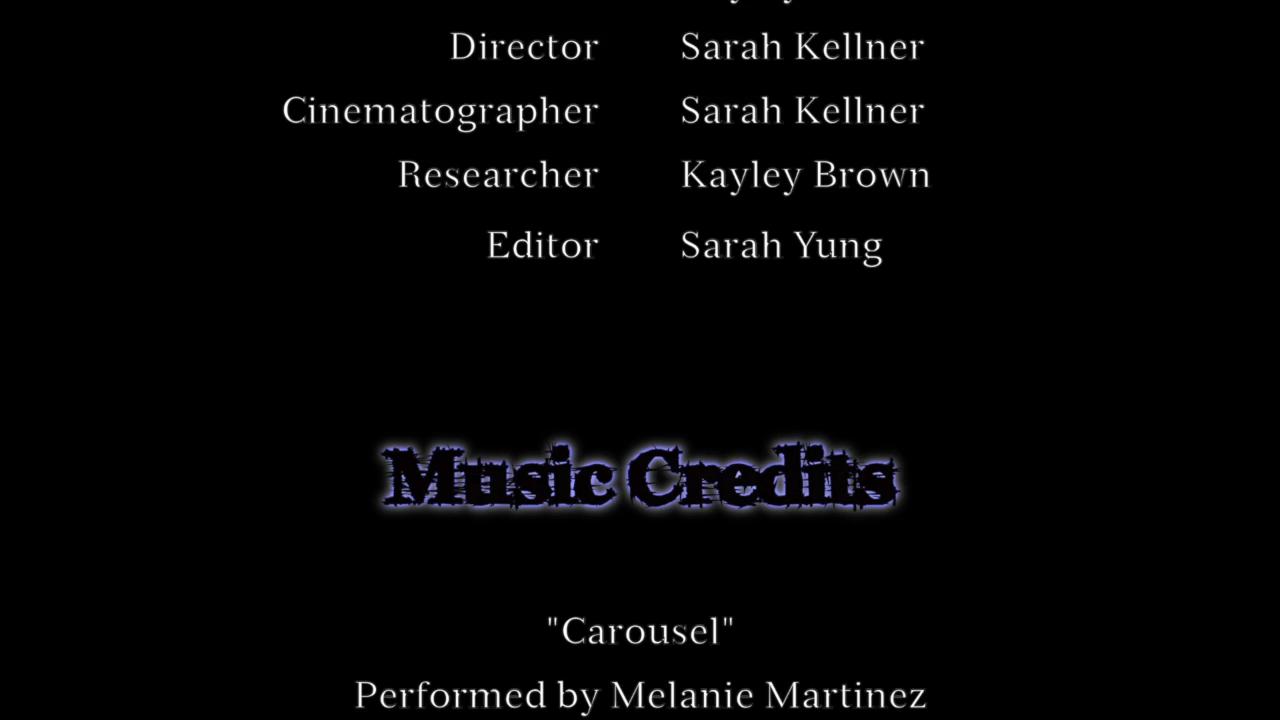 Director Sarah Kellner
Cinematographer Sarah Kellner
Researcher Kayley Brown
Editor Sarah Yung
Music Credits
"Carousel"
Performed by Melanie Martinez